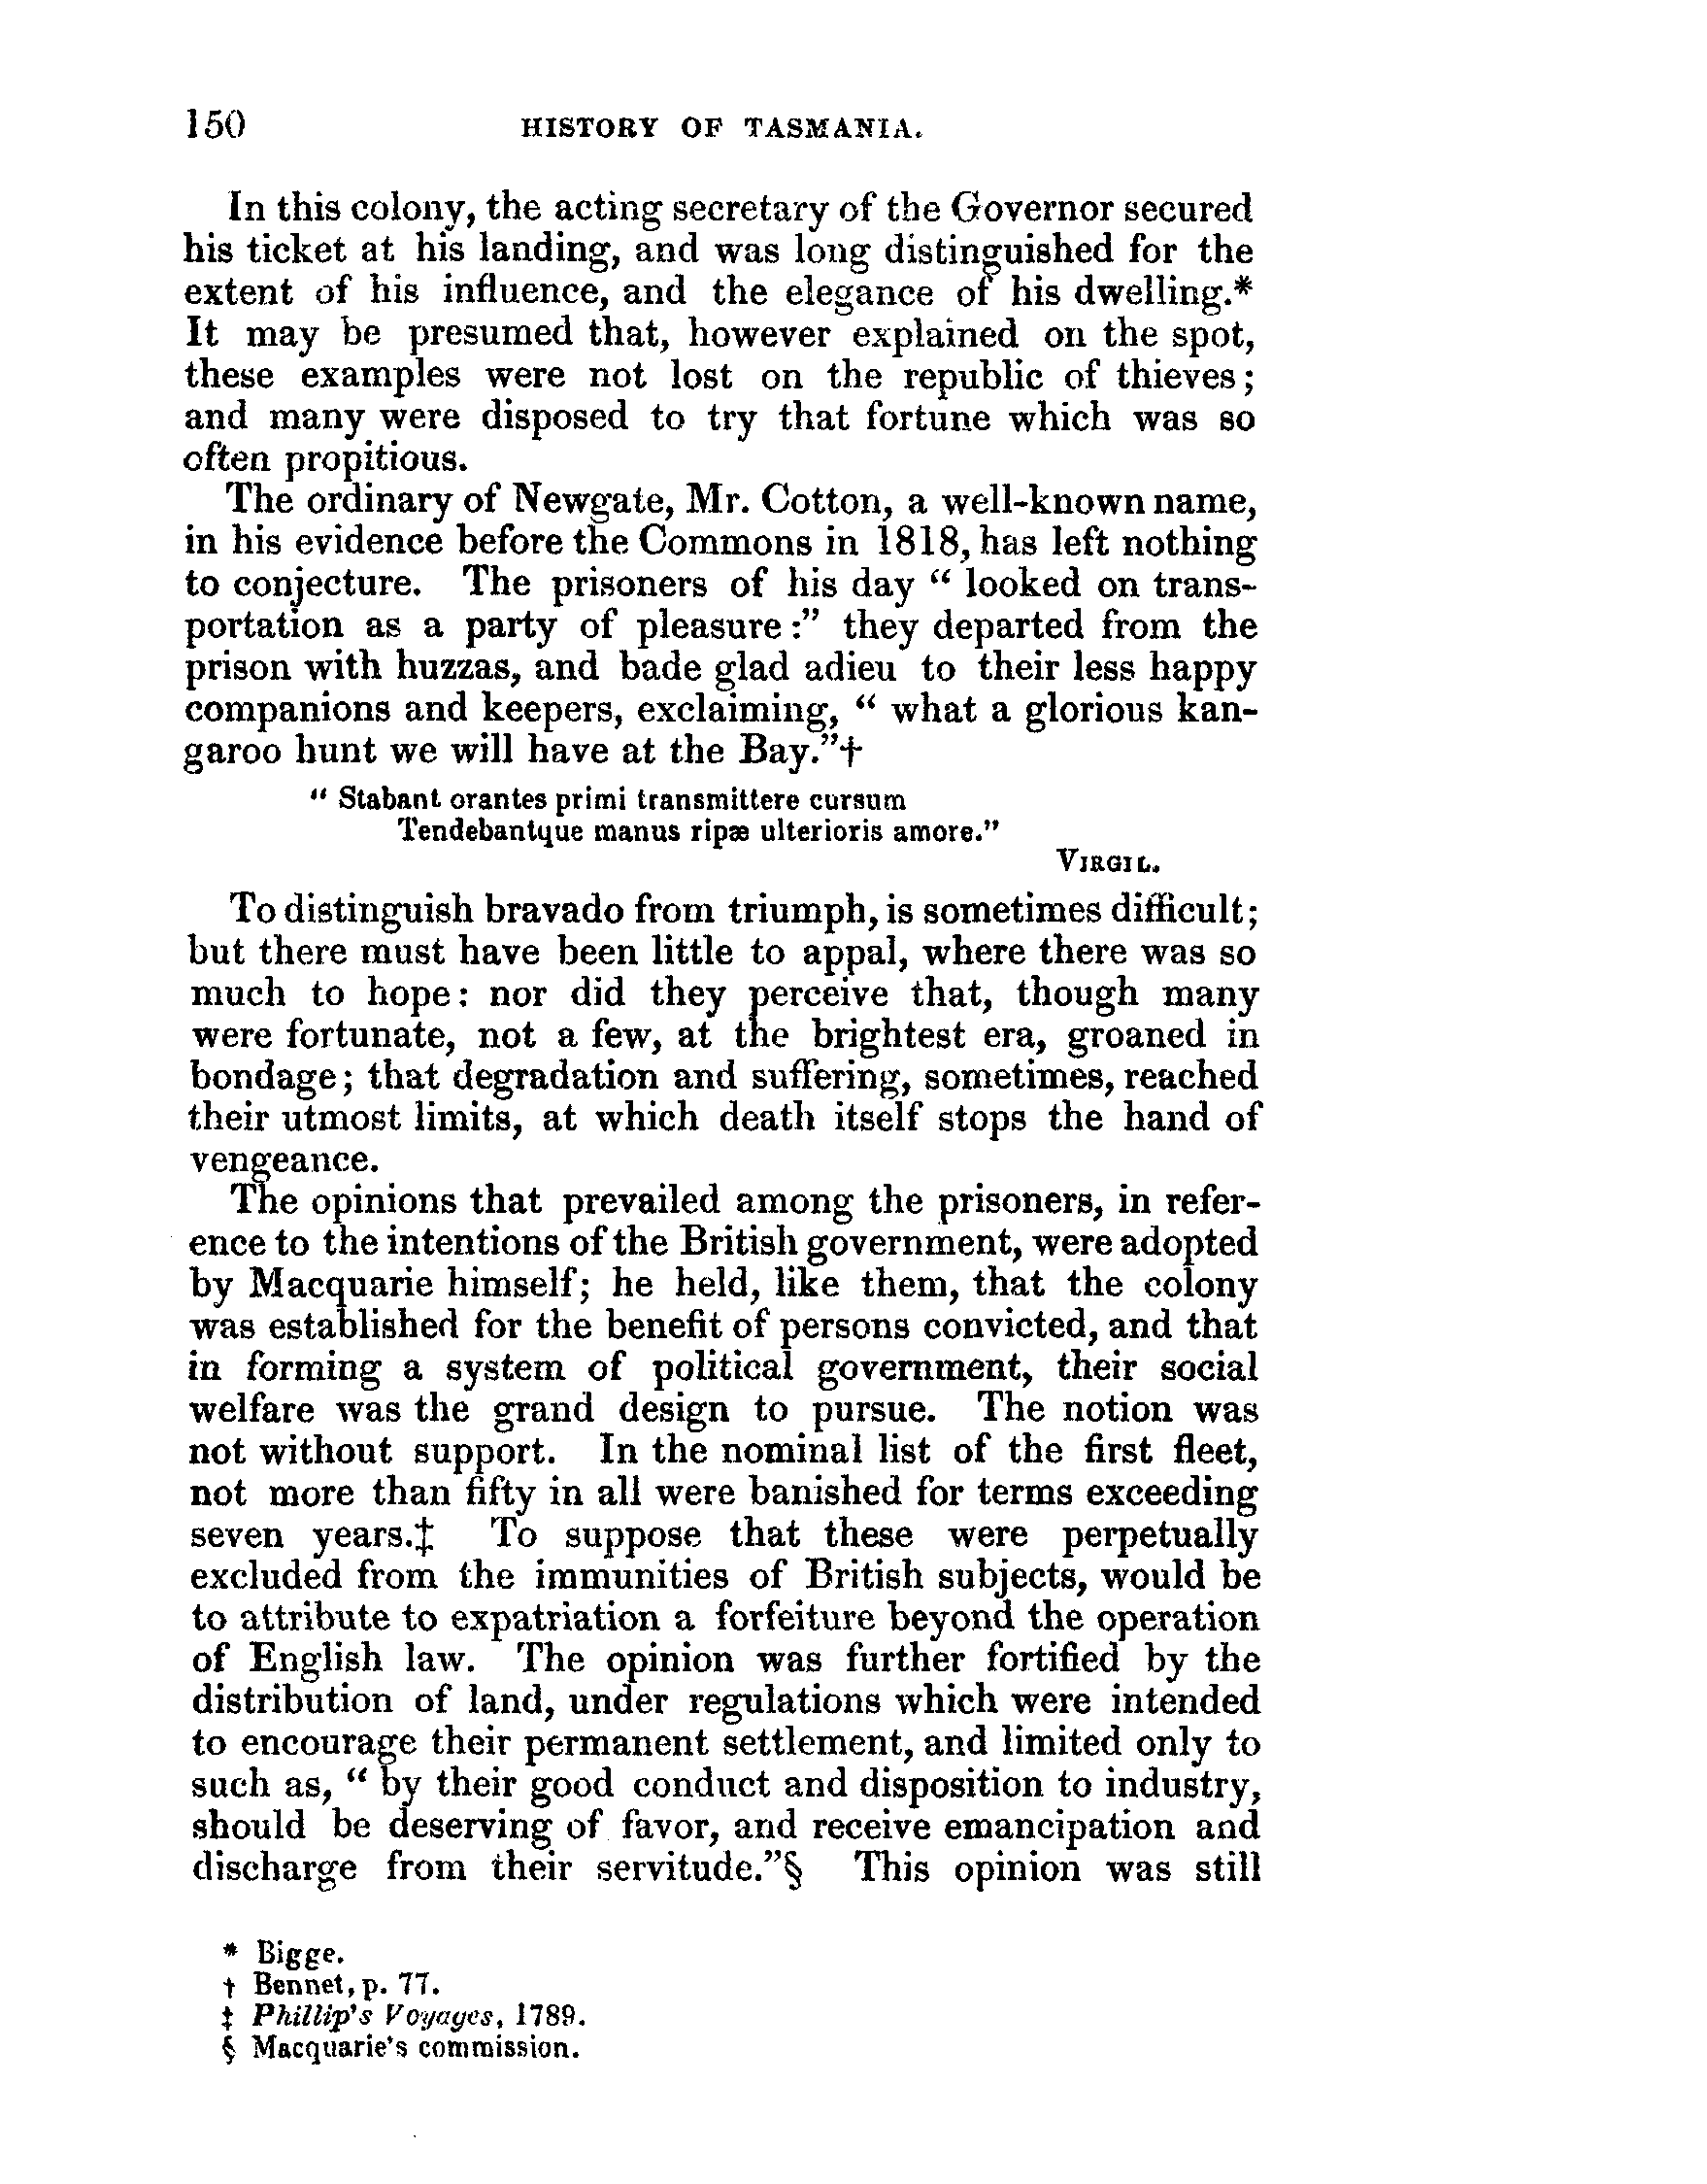 150 HISTORY OF TASMANIA.
In this colony, the acting secretary of the Governor secured
his ticket at his landing, and was long distinguished for the
extent of his influence, and the elegance of his dwelling.*
It may be presumed that, however explained on the spot,
these examples were not lost on the republic of thieves;
and many were disposed to try that fortune which was so
often propitious.
The ordinary of Newgate, Mr. Cotton, a well-known name,
in his evidence before the Commons in 1818, has left nothing
to conjecture. The prisoners of his day “ looked on trans-
portation as a party of pleasure:” they departed from the
prison with huzzas, and bade glad adieu to their less happy
companions and keepers, exclaiming, “ what a glorious kan-
garoo hunt we will have at the Bay.”†
“ Stabant orantes primi transmittere cursum
Tendebantque manus ripæ ulterioris amore.”
VIRGIL.
To distinguish bravado from triumph, is sometimes difficult;
but there must have been little to appal, where there was so
much to hope: nor did they perceive that, though many
were fortunate, not a few, at the brightest era, groaned in
bondage; that degradation and suffering, sometimes, reached
their utmost limits, at which death itself stops the hand of
vengeance.
The opinions that prevailed among the prisoners, in refer-
ence to the intentions of the British government, were adopted
by Macquarie himself; he held, like them, that the colony
was established for the benefit of persons convicted, and that
in forming a system of political government, their social
welfare was the grand design to pursue. The notion was
not without support. In the nominal list of the first fleet,
not more than fifty in all were banished for terms exceeding
seven years.‡ To suppose that these were perpetually
excluded from the immunities of British subjects, would be
to attribute to expatriation a forfeiture beyond the operation
of English law. The opinion was further fortified by the
distribution of land, under regulations which were intended
to encourage their permanent settlement, and limited only to
such as, “ by their good conduct and disposition to industry,
should be deserving of favor, and receive emancipation and
discharge from their servitude.”§ This opinion was still
* Bigge.
† Bennet, p. 77.
‡ Phillip's Voyages, 1789.
§ Macquarie's commission.